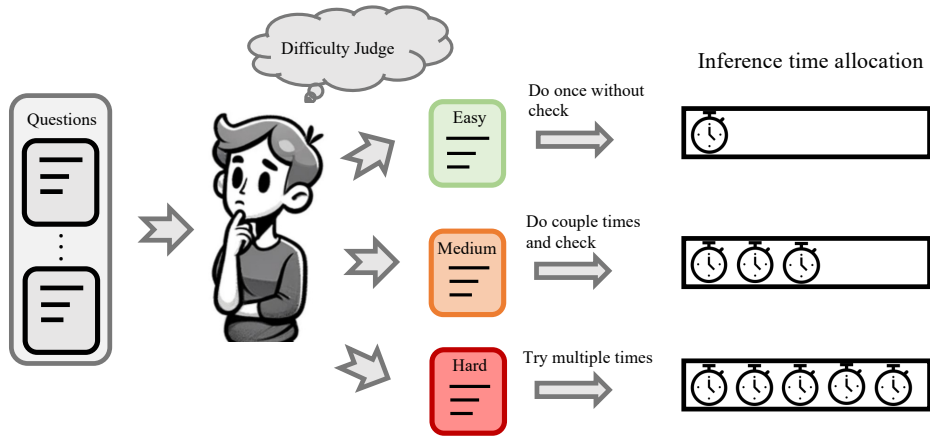 Difficulty Judge
Inference time allocation
Questions
Easy
Do once without
check
Medium
Do couple times
and check
Hard
Try multiple times